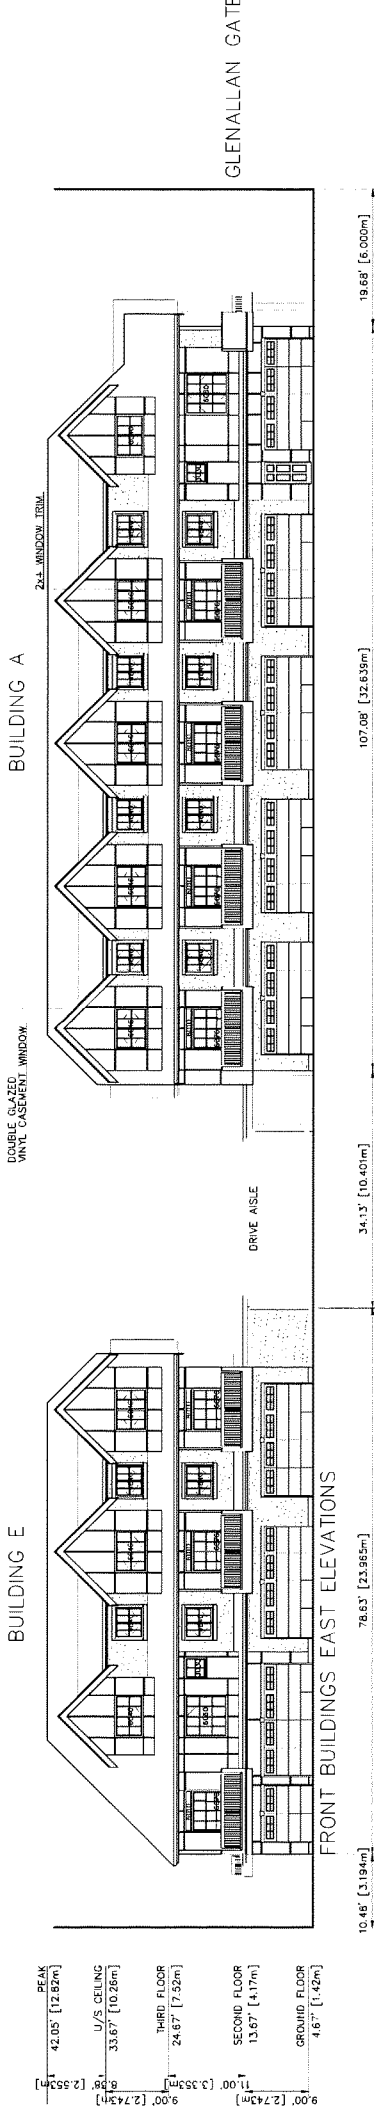 GLENALLAN GATE
BUILDING A
BUILDING E
2x4 WINDOW TRIM
DOUBLE GLAZED
VINYL CASEMENT WINDOW
DRIVE AISLE
FRONT BUILDINGS EAST ELEVATIONS
PEAK
42.05' [12.82m]
U/S CEILING
33.67' [10.26m]
THIRD FLOOR
24.67' [7.52m]
SECOND FLOOR
13.67' [4.17m]
GROUND FLOOR
4.67' [1.42m]
8.38' [2.553m]
9.00' [2.743m]
11.00' [3.353m]
9.00' [2.743m]
10.46' [3.194m]
78.63' [23.965m]
34.13' [10.401m]
107.08' [32.639m]
19.68' [6.000m]